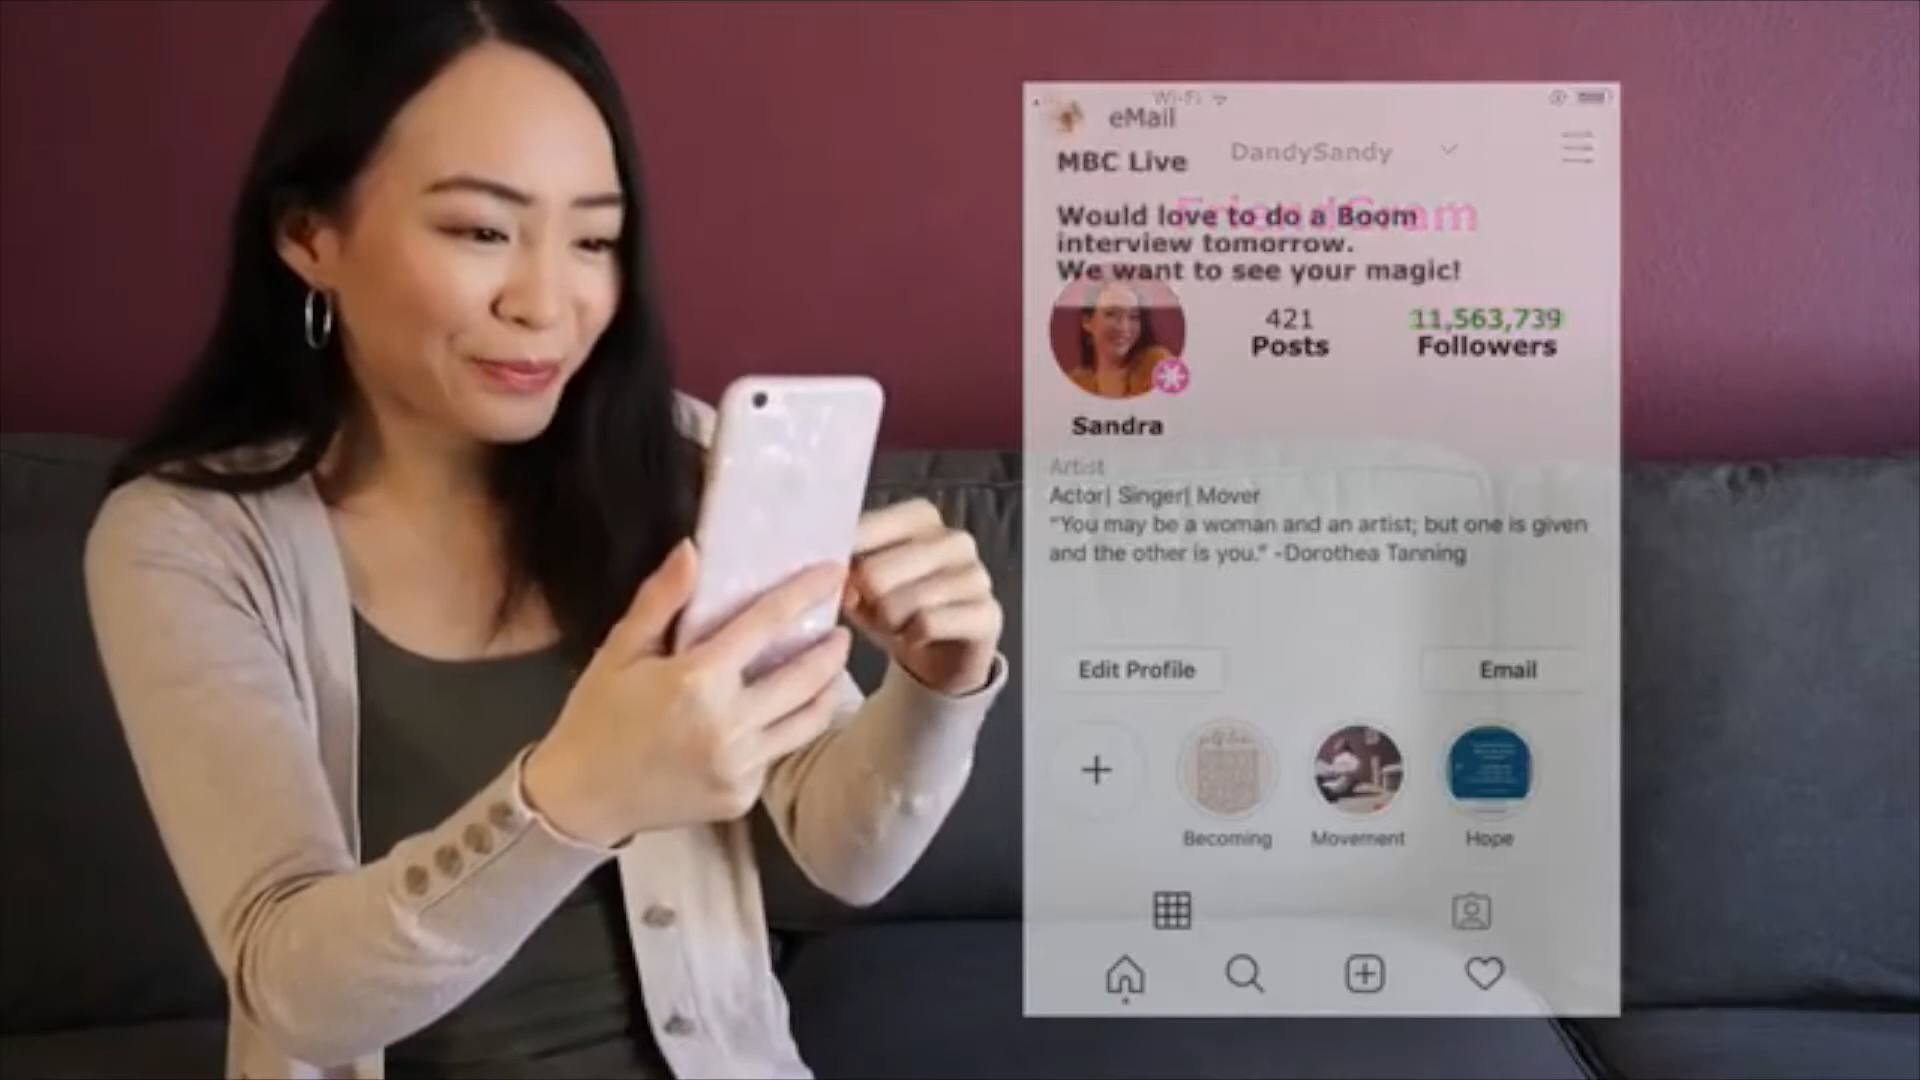 Wi-Fi
eMail
DandySandy
MBC Live
FriendGram
Would love to do a Boom
interview tomorrow.
We want to see your magic!
421
Posts
11,563,739
Followers
Sandra
Artist
Actor| Singer| Mover
"You may be a woman and an artist; but one is given
and the other is you." -Dorothea Tanning
Edit Profile
Email
Becoming
Movement
Hope